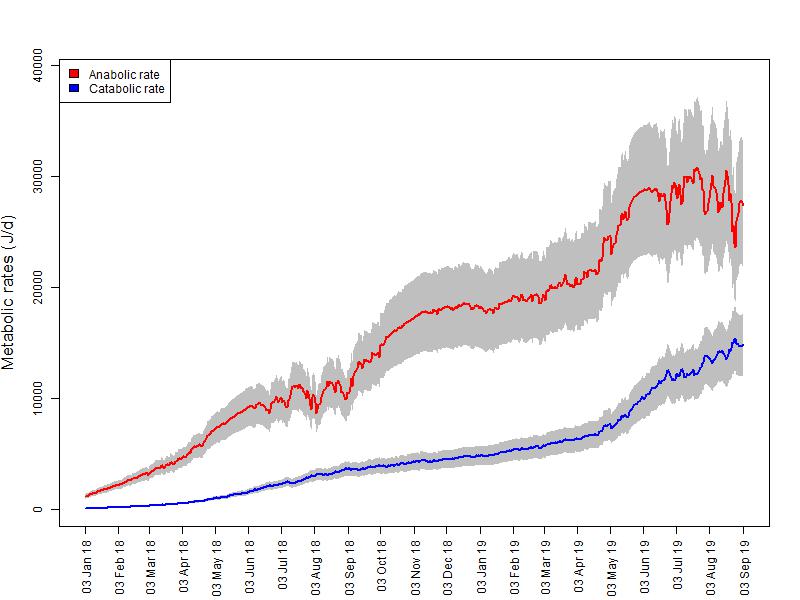 Anabolic rate
Catabolic rate
Metabolic rates (J/d)
40000
30000
20000
10000
0
03 Jan 18
03 Feb 18
03 Mar 18
03 Apr 18
03 May 18
03 Jun 18
03 Jul 18
03 Aug 18
03 Sep 18
03 Oct 18
03 Nov 18
03 Dec 18
03 Jan 19
03 Feb 19
03 Mar 19
03 Apr 19
03 May 19
03 Jun 19
03 Jul 19
03 Aug 19
03 Sep 19